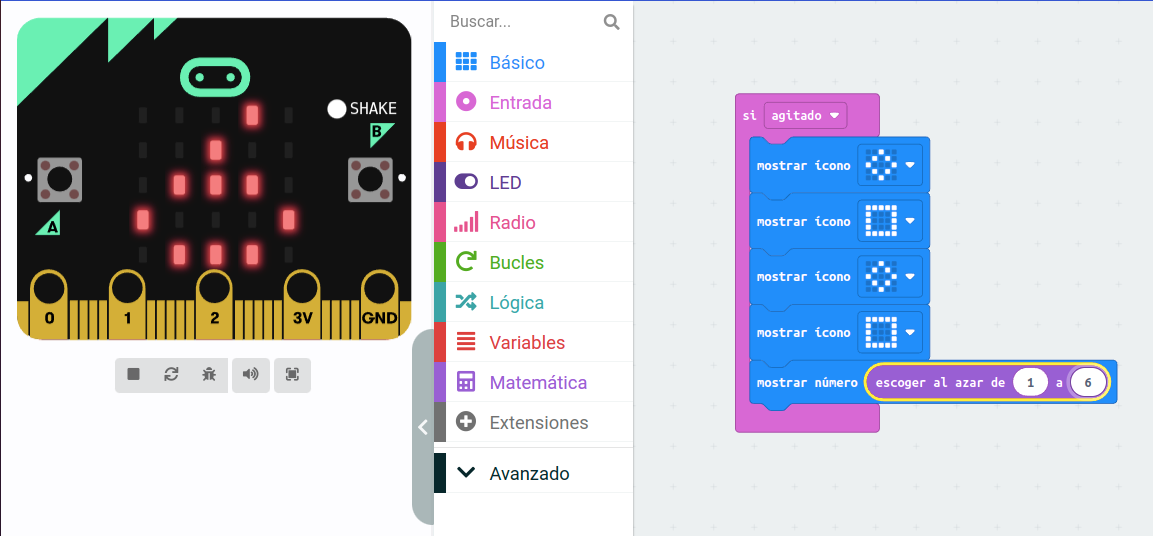 SHAKE
B
A
0 1 2 3V GND
Buscar...
Básico
Entrada
Música
LED
Radio
Bucles
Lógica
Variables
Matemática
Extensiones
Avanzado
si agitado
mostrar icono
mostrar icono
mostrar icono
mostrar icono
mostrar número escoger al azar de 1 a 6